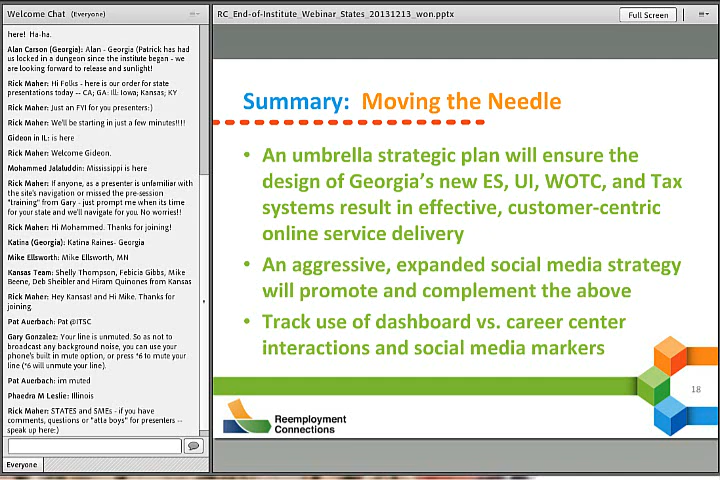 Welcome Chat (Everyone)
here! Ha-ha.
Alan Carson (Georgia): Alan - Georgia (Patrick has had
us locked in a dungeon since the institute began - we
are looking forward to release and sunlight!
Rick Maher: Hi Folks - here is our order for state
presentations today -- CA; GA: Ill: Iowa; Kansas; KY
Rick Maher: Just an FYI for you presenters:)
Rick Maher: We'll be starting in just a few minutes!!!!
Gideon in IL: is here
Rick Maher: Welcome Gideon.
Mohammed Jalaluddin: Mississippi is here
Rick Maher: If anyone, as a presenter is unfamiliar with
the site's navigation or missed the pre-session
"training" from Gary - just prompt me when its time
for your state and we'll navigate for you. No worries!!
Rick Maher: Hi Mohammed. Thanks for joining!
Katina (Georgia): Katina Raines- Georgia
Mike Ellsworth: Mike Ellsworth, MN
Kansas Team: Shelly Thompson, Febicia Gibbs, Mike
Beene, Deb Sheibler and Hiram Quinones from Kansas
Rick Maher: Hey Kansas! and Hi Mike. Thanks for
joining.
Pat Auerbach: Pat @ITSC
Gary Gonzalez: Your line is unmuted. So as not to
broadcast any background noise, you can use your
phone's built in mute option, or press *6 to mute your
line (*6 will unmute your line).
Pat Auerbach: im muted
Phaedra M Leslie: Illinois
Rick Maher: STATES and SMEs - if you have
comments, questions or "atta boys" for presenters --
speak up here:)
Everyone
RC_End-of-Institute_Webinar_States_20131213_won.pptx
Full Screen
Summary: Moving the Needle
• An umbrella strategic plan will ensure the
design of Georgia's new ES, UI, WOTC, and Tax
systems result in effective, customer-centric
online service delivery
• An aggressive, expanded social media strategy
will promote and complement the above
• Track use of dashboard vs. career center
interactions and social media markers
18
Reemployment
Connections